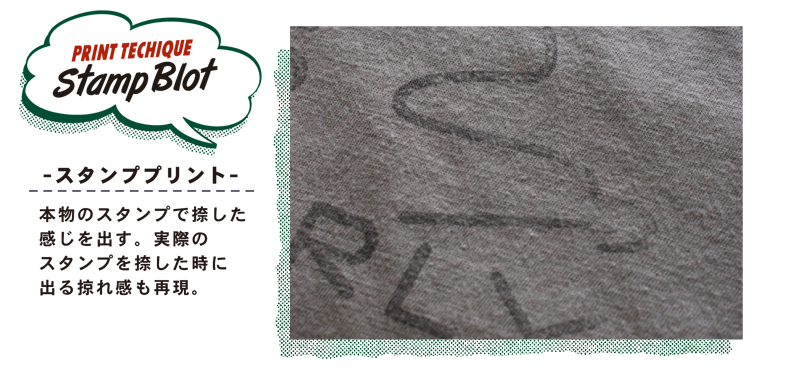 PRINT TECHIQUE
Stamp Blot
-スタンププリント-
本物のスタンプで捺した
感じを出す。実際の
スタンプを捺した時に
出る掠れ感も再現。